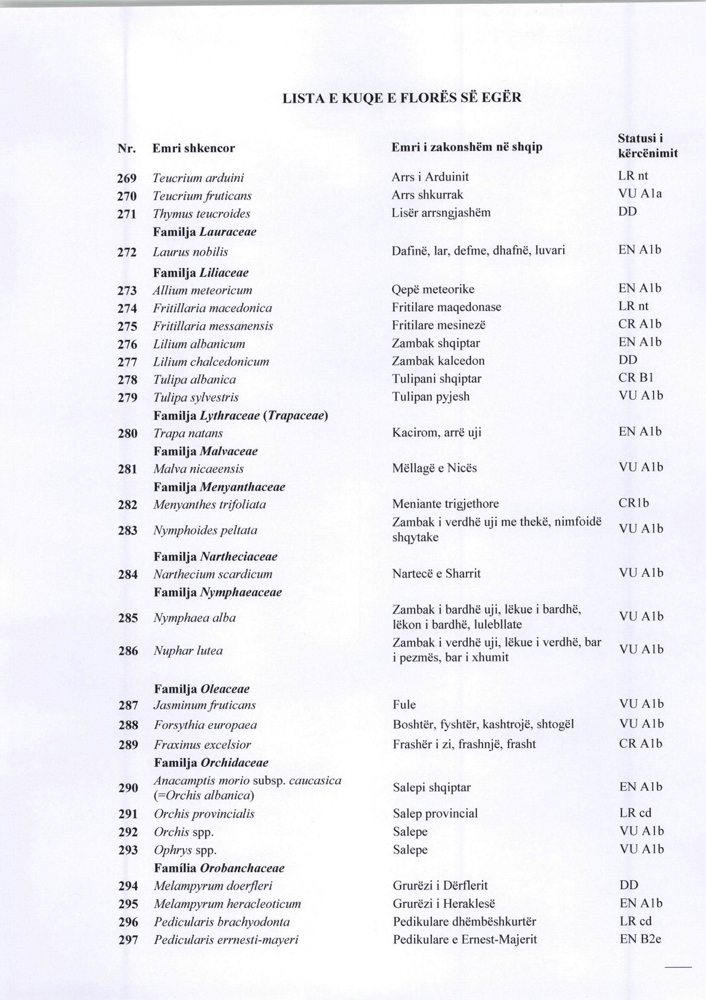 LISTA E KUQE E FLORËS SË EGËR
Nr. Emri shkencor Emri i zakonshëm në shqip Statusi i kërcënimit
269 Teucrium arduini Arrs i Arduinit LR nt
270 Teucrium fruticans Arrs shkurrak VU A1a
271 Thymus teucroides Lisër arrsngjashëm DD
Familja Lauraceae
272 Laurus nobilis Dafinë, lar, defme, dhafnë, luvari EN A1b
Familja Liliaceae
273 Allium meteoricum Qepë meteorike EN A1b
274 Fritillaria macedonica Fritilare maqedonase LR nt
275 Fritillaria messanensis Fritilare mesinezë CR A1b
276 Lilium albanicum Zambak shqiptar EN A1b
277 Lilium chalcedonicum Zambak kalcedon DD
278 Tulipa albanica Tulipani shqiptar CR B1
279 Tulipa sylvestris Tulipan pyjesh VU A1b
Familja Lythraceae (Trapaceae)
280 Trapa natans Kacirom, arrë uji EN A1b
Familja Malvaceae
281 Malva nicaeensis Mëllagë e Nicës VU A1b
Familja Menyanthaceae
282 Menyanthes trifoliata Meniante trigjethore CR1b
283 Nymphoides peltata Zambak i verdhë uji me thekë, nimfoidë VU A1b
shqytake
Familja Nartheciaceae
284 Narthecium scardicum Nartecë e Sharrit VU A1b
Familja Nymphaeaceae
285 Nymphaea alba Zambak i bardhë uji, lëkue i bardhë, VU A1b
lëkon i bardhë, lulebllate
286 Nuphar lutea Zambak i verdhë uji, lëkue i verdhë, bar VU A1b
i pezmës, bar i xhumit
Familja Oleaceae
287 Jasminum fruticans Fule VU A1b
288 Forsythia europaea Boshtër, fyshtër, kashtrojë, shtogël VU A1b
289 Fraxinus excelsior Frashër i zi, frashnjë, frasht CR A1b
Familja Orchidaceae
290 Anacamptis morio subsp. caucasica Salepi shqiptar EN A1b
(=Orchis albanica)
291 Orchis provincialis Salep provincial LR cd
292 Orchis spp. Salepe VU A1b
293 Ophrys spp. Salepe VU A1b
Família Orobanchaceae
294 Melampyrum doerfleri Grurëzi i Dërflerit DD
295 Melampyrum heracleoticum Grurëzi i Heraklesë EN A1b
296 Pedicularis brachyodonta Pedikulare dhëmbëshkurtër LR cd
297 Pedicularis errnesti-mayeri Pedikulare e Ernest-Majerit EN B2e